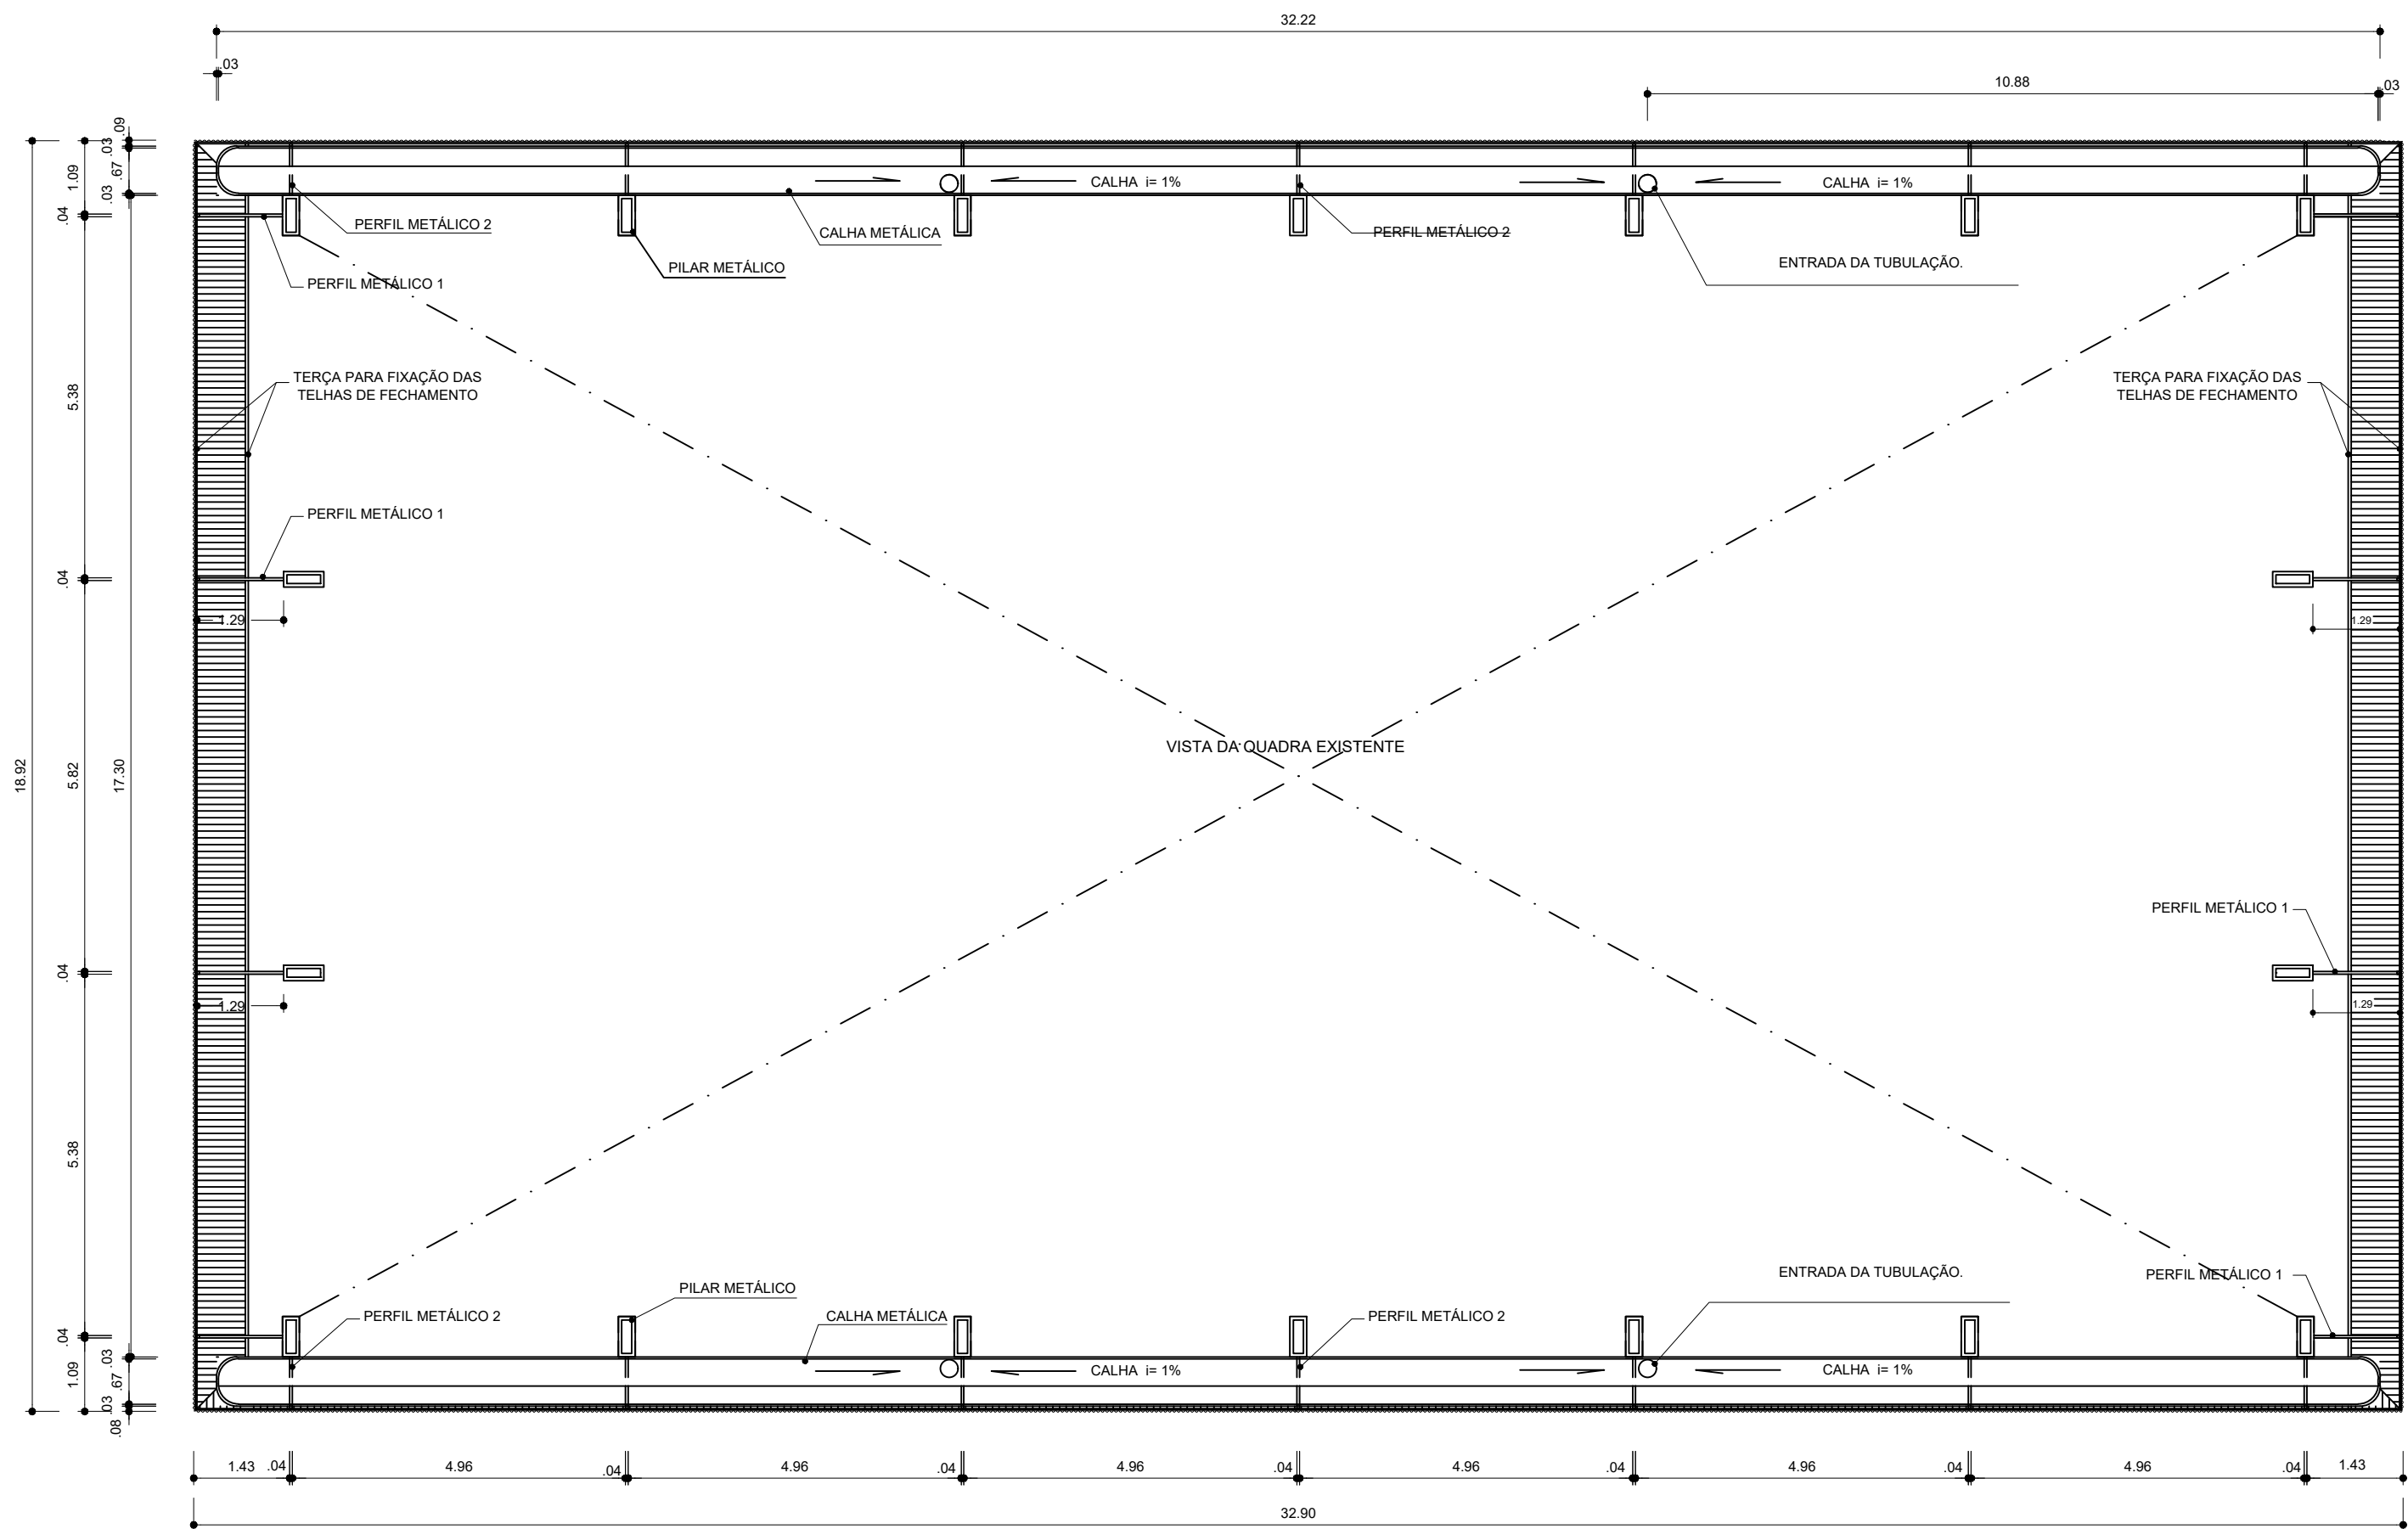 32.22
.03
10.88
.03
.09
.03
.67
.03
1.09
.04
CALHA i= 1%
CALHA i= 1%
PERFIL METÁLICO 2
CALHA METÁLICA
PERFIL METÁLICO 2
PILAR METÁLICO
ENTRADA DA TUBULAÇÃO.
PERFIL METÁLICO 1
TERÇA PARA FIXAÇÃO DAS
TELHAS DE FECHAMENTO
TERÇA PARA FIXAÇÃO DAS
TELHAS DE FECHAMENTO
5.38
PERFIL METÁLICO 1
.04
1.29
1.29
VISTA DA QUADRA EXISTENTE
18.92
5.82
17.30
PERFIL METÁLICO 1
.04
1.29
1.29
5.38
ENTRADA DA TUBULAÇÃO.
PERFIL METÁLICO 1
PILAR METÁLICO
PERFIL METÁLICO 2
CALHA METÁLICA
PERFIL METÁLICO 2
.04
.03
1.09
.67
.03
.08
CALHA i= 1%
CALHA i= 1%
1.43
.04
4.96
.04
4.96
.04
4.96
.04
4.96
.04
4.96
.04
4.96
.04
1.43
32.90